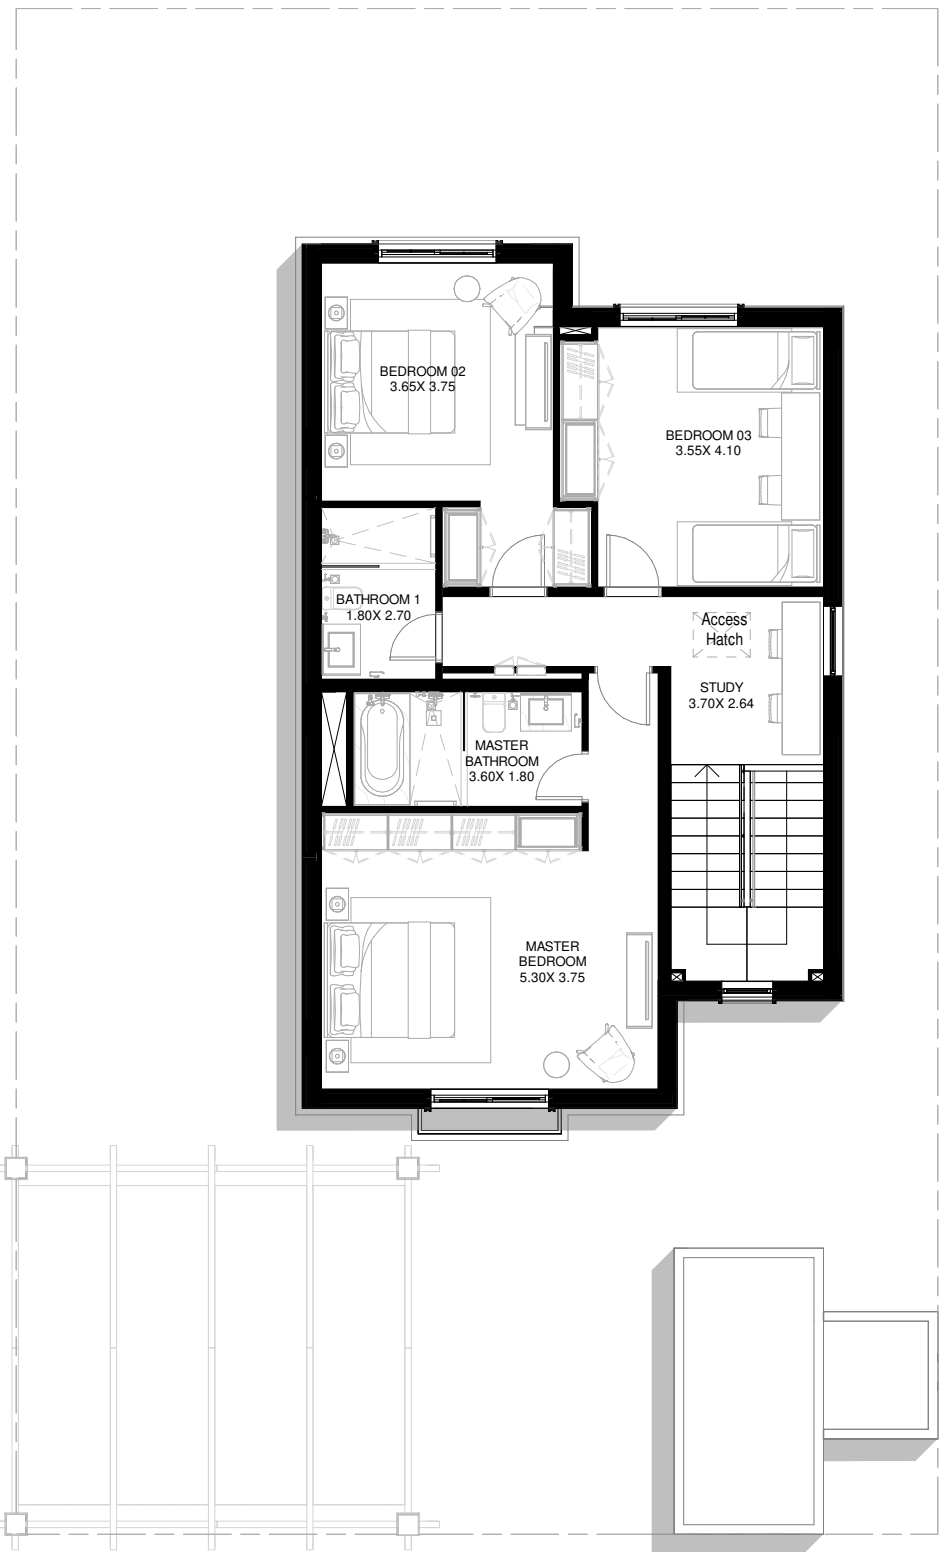 BEDROOM 02
3.65X 3.75
BEDROOM 03
3.55X 4.10
BATHROOM 1
1.80X 2.70
Access
Hatch
STUDY
3.70X 2.64
MASTER
BATHROOM
3.60X 1.80
MASTER
BEDROOM
5.30X 3.75